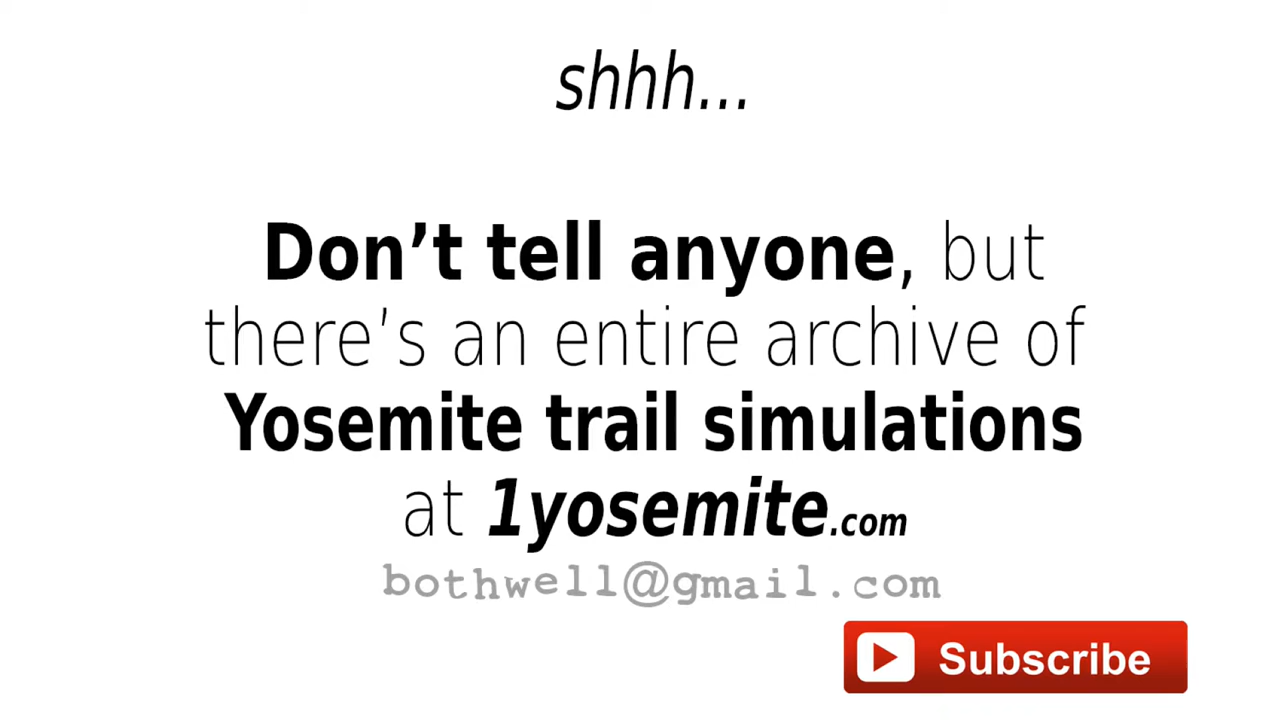 shhh...
Don’t tell anyone, but
there’s an entire archive of
Yosemite trail simulations
at 1yosemite.com
bothwell@gmail.com
Subscribe